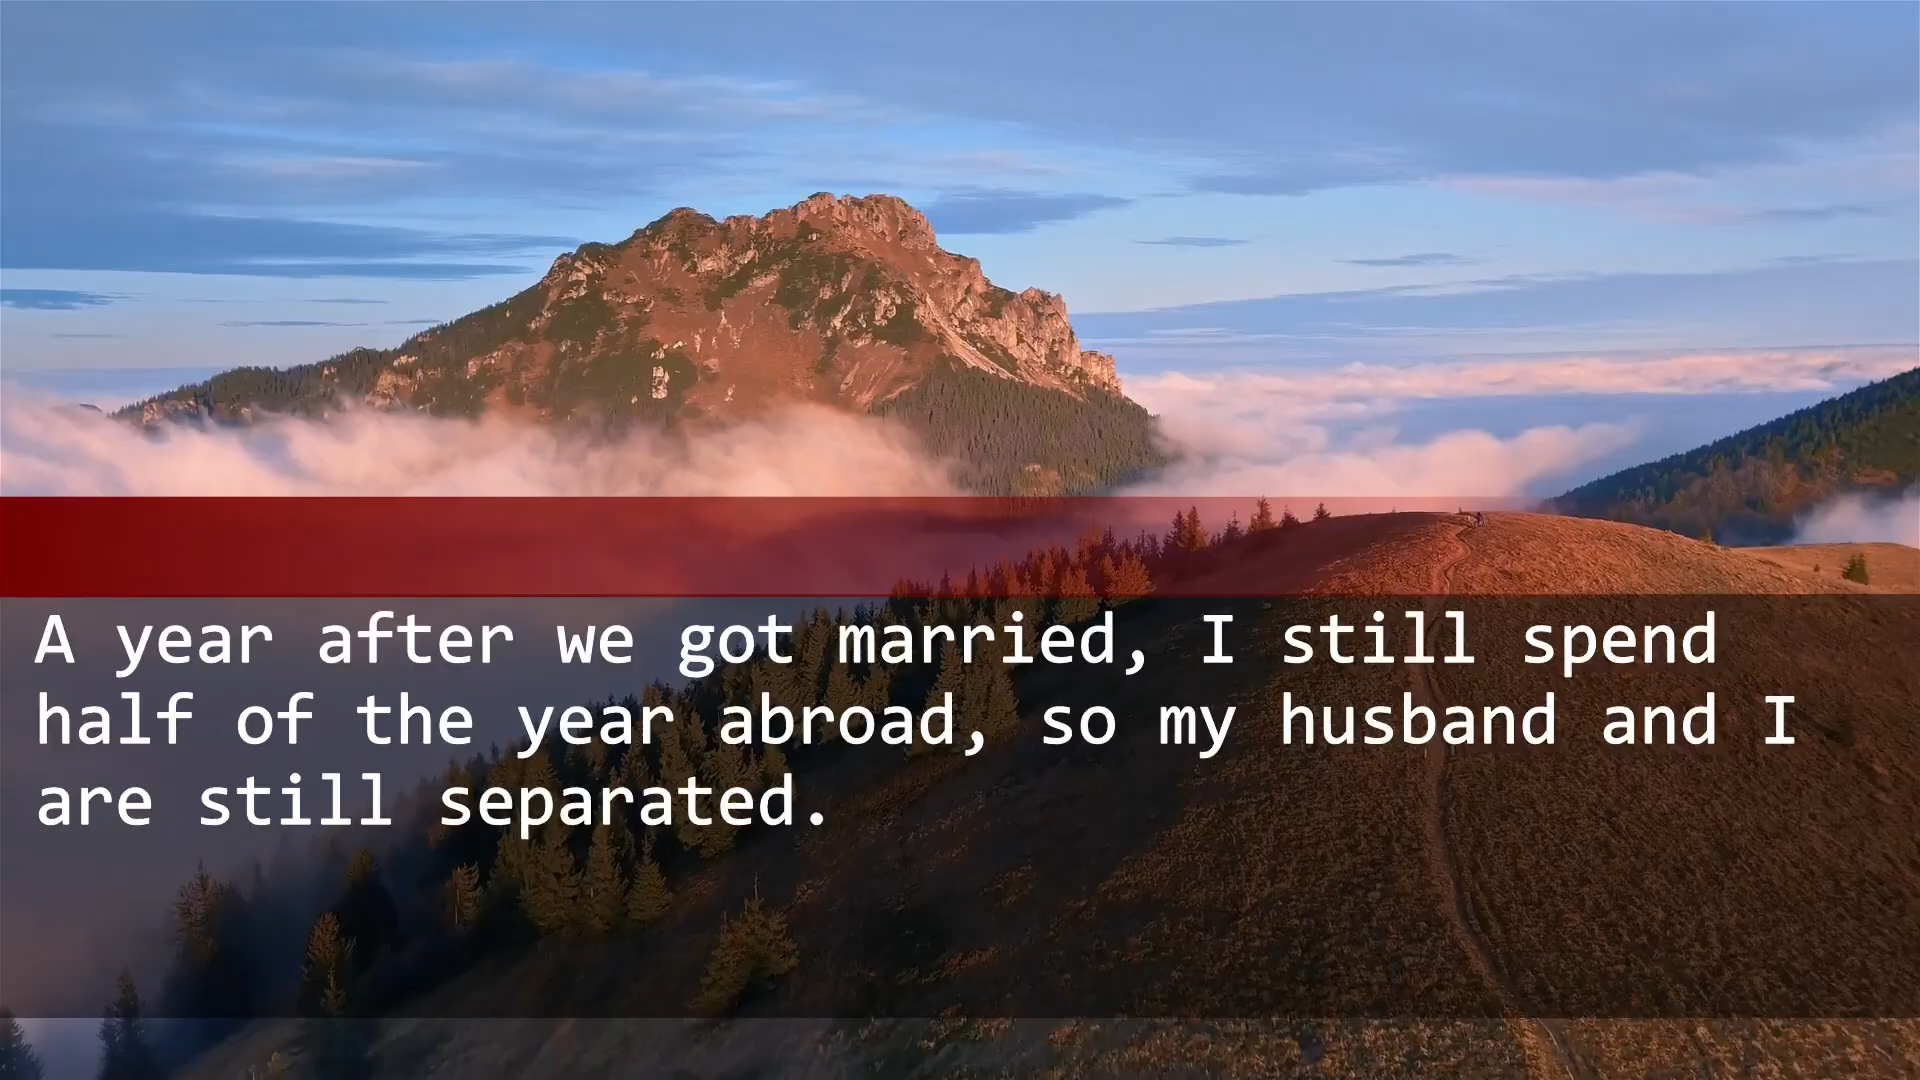 A year after we got married, I still spend
half of the year abroad, so my husband and I
are still separated.